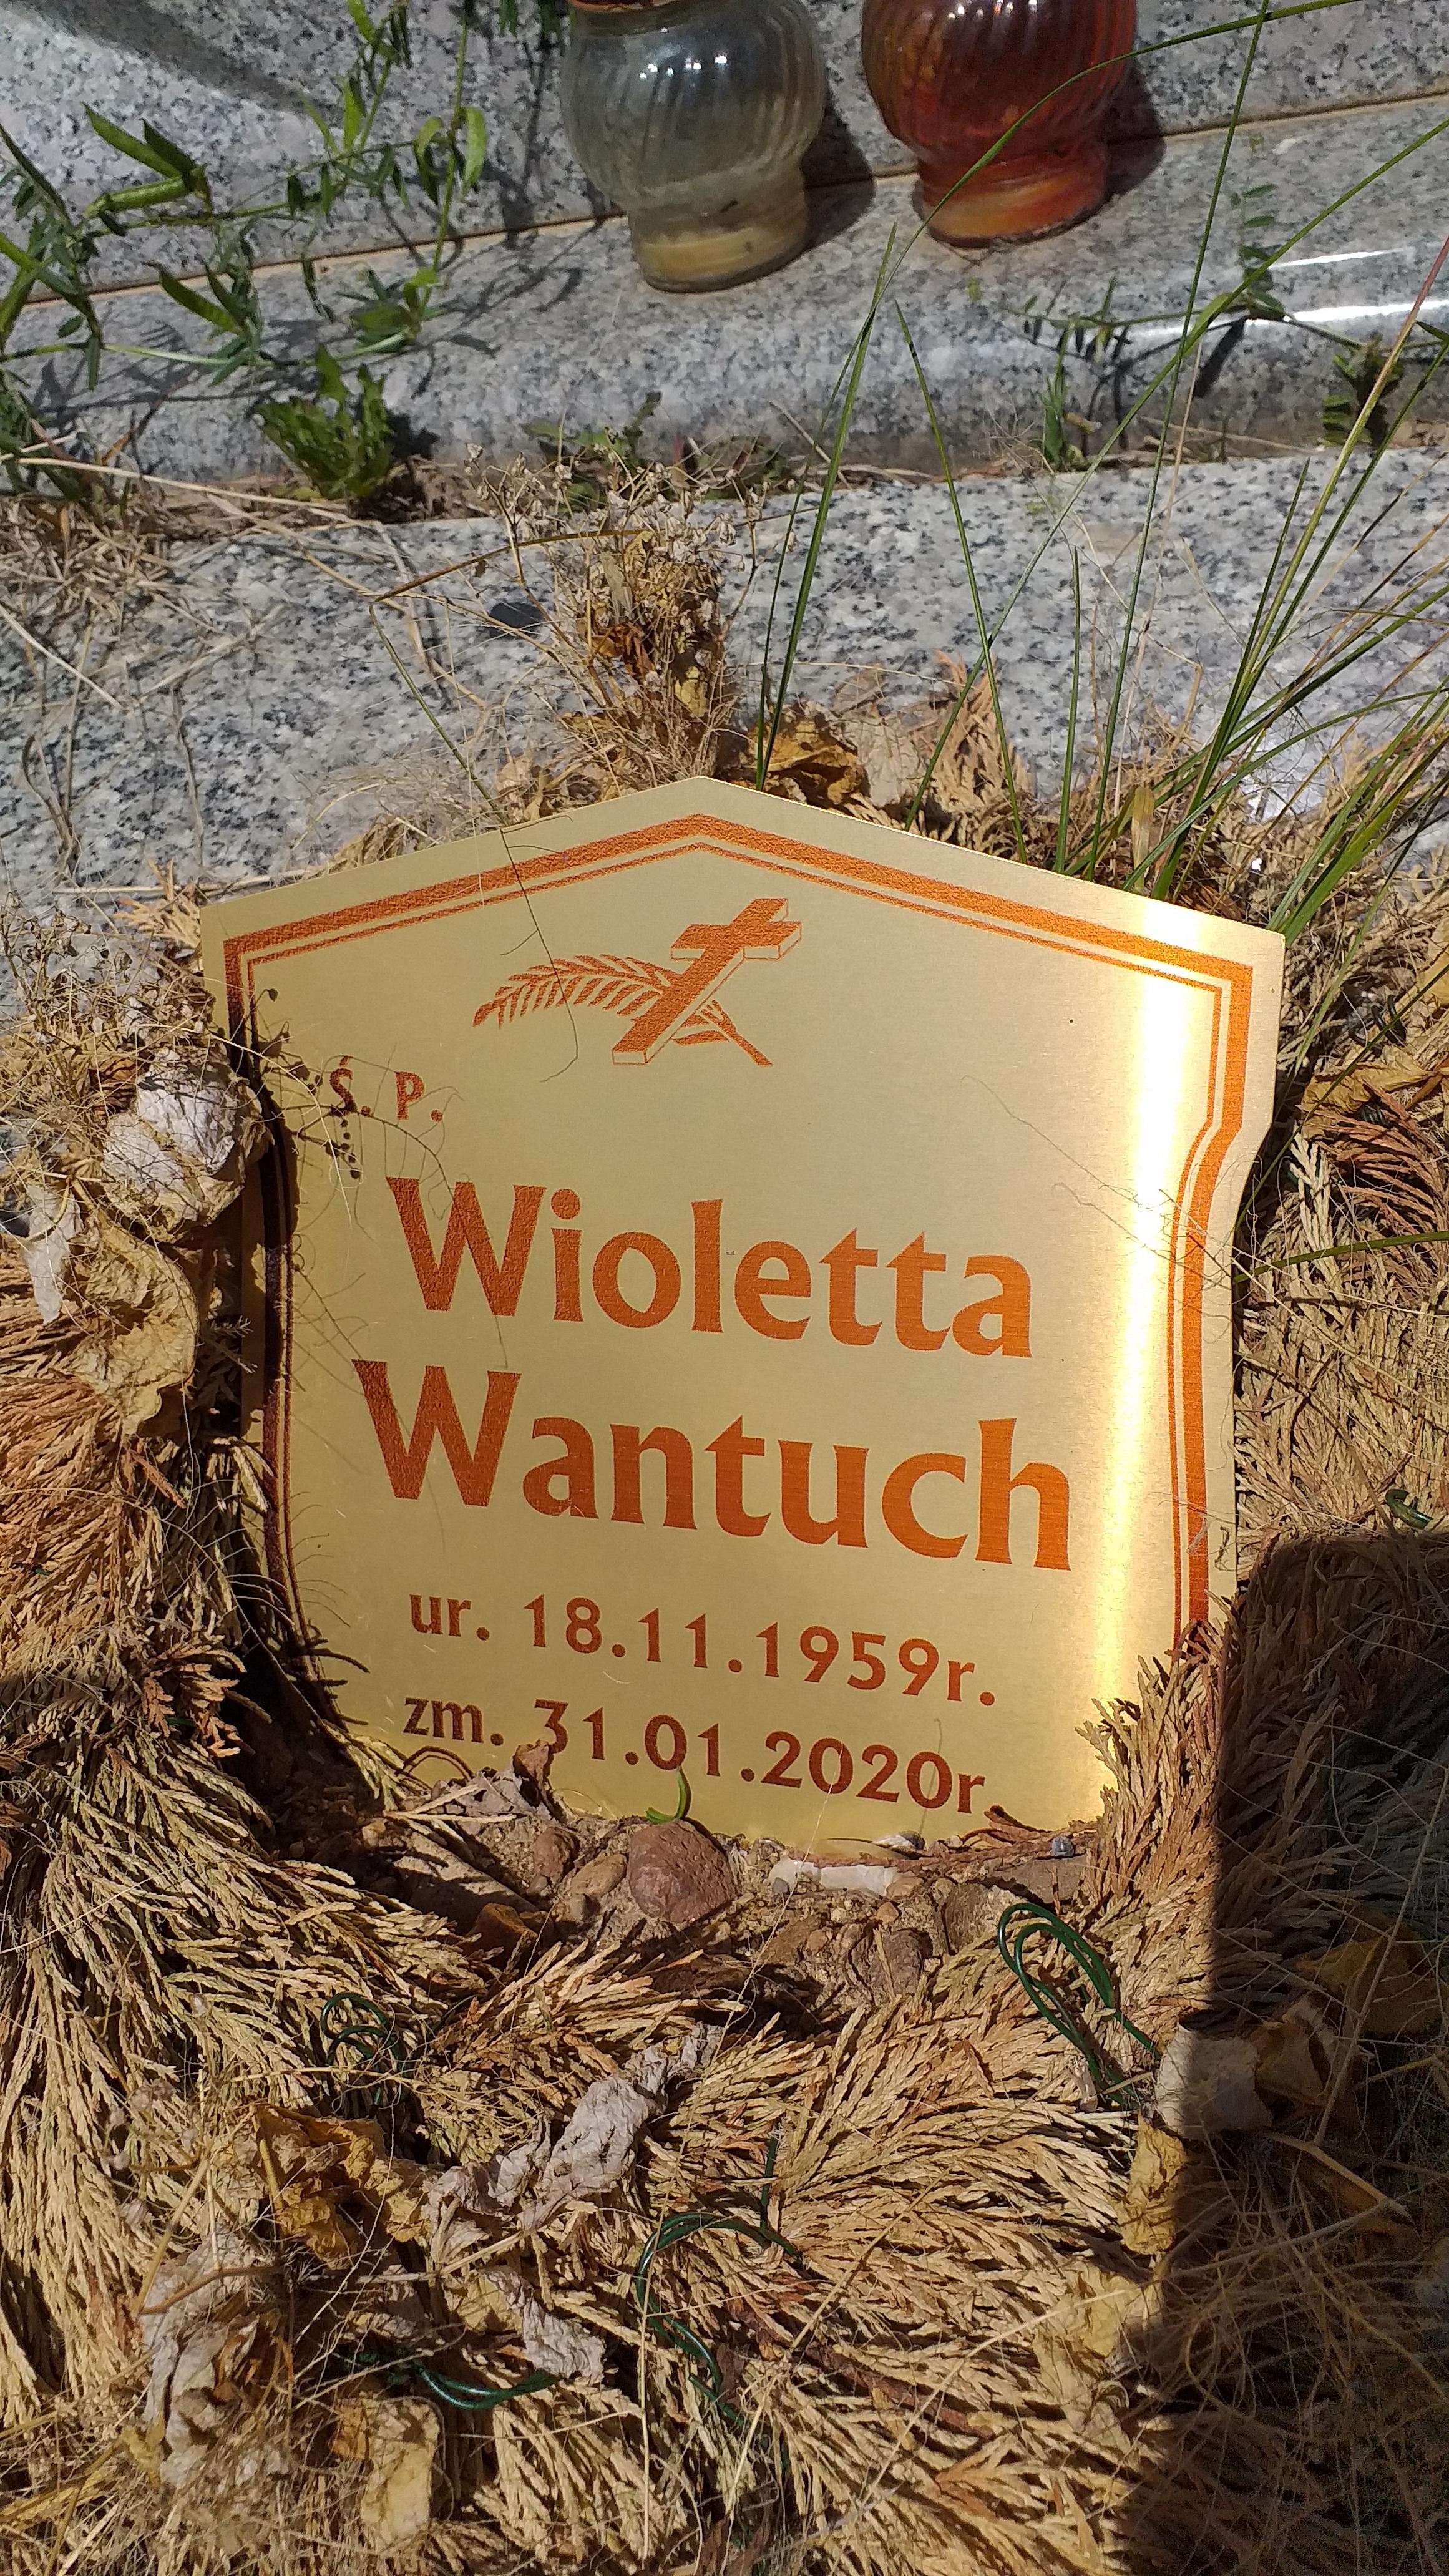 Ś. P.
Wioletta
Wantuch
ur. 18.11.1959r.
zm. 31.01.2020r.